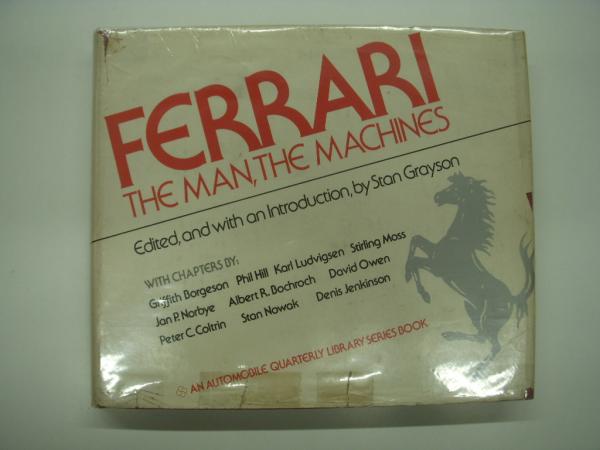 FERRARI
THE MAN, THE MACHINES
Edited, and with an Introduction, by Stan Grayson
WITH CHAPTERS BY:
Griffith Borgeson Phil Hill Karl Ludvigsen Stirling Moss
Jan P. Norbye Albert R. Bochroch David Owen
Peter C. Coltrin Stan Nowak Denis Jenkinson
AN AUTOMOBILE QUARTERLY LIBRARY SERIES BOOK